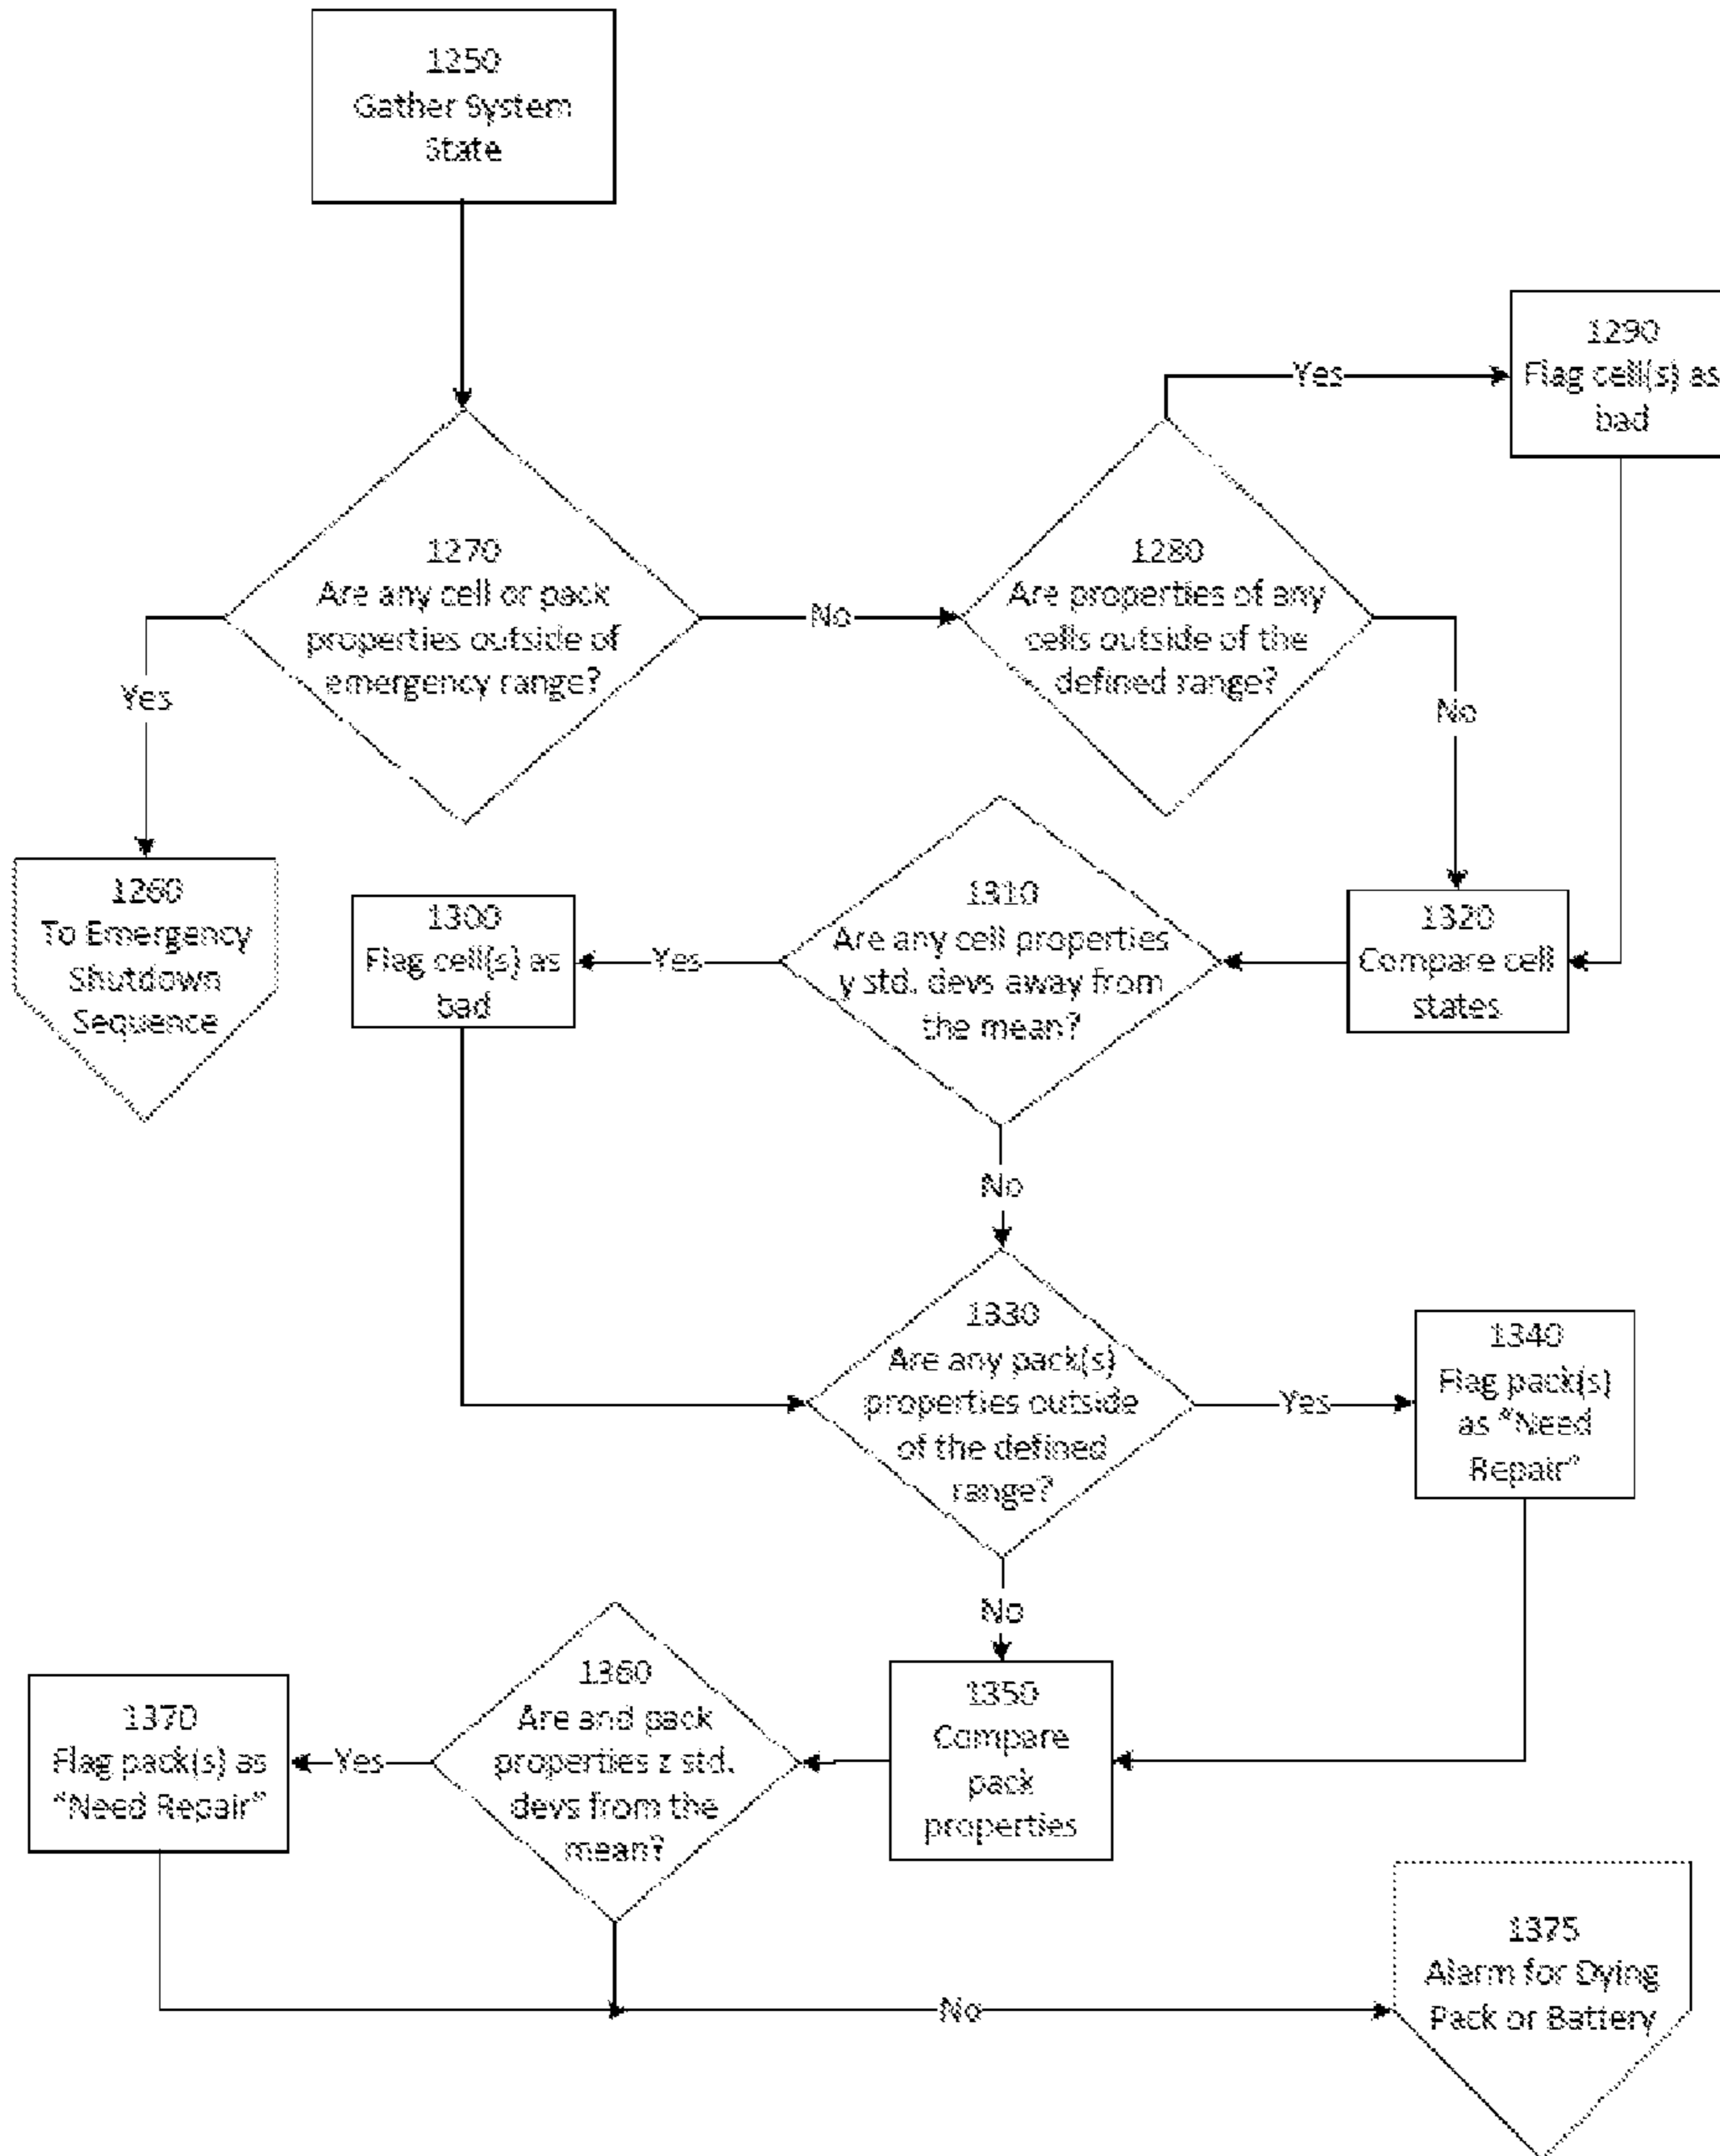 1250
Gather System
State
1290
Flag cell(s) as
bad
Yes
1270
Are any cell or pack
properties outside of
emergency range?
No
1280
Are properties of any
cells outside of the
defined range?
Yes
No
1260
To Emergency
Shutdown
Sequence
1300
Flag cell(s) as
bad
Yes
1310
Are any cell properties
y std. devs away from
the mean?
1320
Compare cell
states
No
1330
Are any pack(s)
properties outside
of the defined
range?
Yes
1340
Flag pack(s)
as "Need
Repair"
No
1370
Flag pack(s) as
"Need Repair"
Yes
1360
Are and pack
properties z std.
devs from the
mean?
1350
Compare
pack
properties
No
1375
Alarm for Dying
Pack or Battery